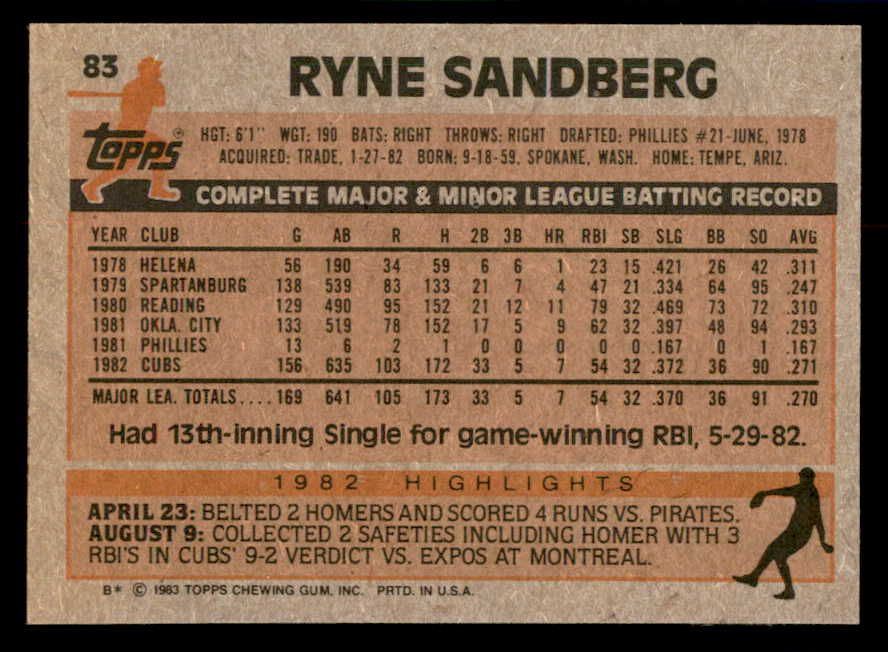 83
RYNE SANDBERG
Topps®
HGT: 6'1" WGT: 190 BATS: RIGHT THROWS: RIGHT DRAFTED: PHILLIES #21-JUNE, 1978
ACQUIRED: TRADE, 1-27-82 BORN: 9-18-59, SPOKANE, WASH. HOME: TEMPE, ARIZ.
COMPLETE MAJOR & MINOR LEAGUE BATTING RECORD
YEAR CLUB G AB R H 2B 3B HR RBI SB SLG BB SO AVG
1978 HELENA 56 190 34 59 6 6 1 23 15 .421 26 42 .311
1979 SPARTANBURG 138 539 83 133 21 7 4 47 21 .334 64 95 .247
1980 READING 129 490 95 152 21 12 11 79 32 .469 73 72 .310
1981 OKLA. CITY 133 519 78 152 17 5 9 62 32 .397 48 94 .293
1981 PHILLIES 13 6 2 1 0 0 0 0 0 .167 0 1 .167
1982 CUBS 156 635 103 172 33 5 7 54 32 .372 36 90 .271
MAJOR LEA. TOTALS.... 169 641 105 173 33 5 7 54 32 .370 36 91 .270
Had 13th-inning Single for game-winning RBI, 5-29-82.
1982 HIGHLIGHTS
APRIL 23: BELTED 2 HOMERS AND SCORED 4 RUNS VS. PIRATES.
AUGUST 9: COLLECTED 2 SAFETIES INCLUDING HOMER WITH 3
RBI'S IN CUBS' 9-2 VERDICT VS. EXPOS AT MONTREAL.
B* © 1983 TOPPS CHEWING GUM, INC. PRTD. IN U.S.A.